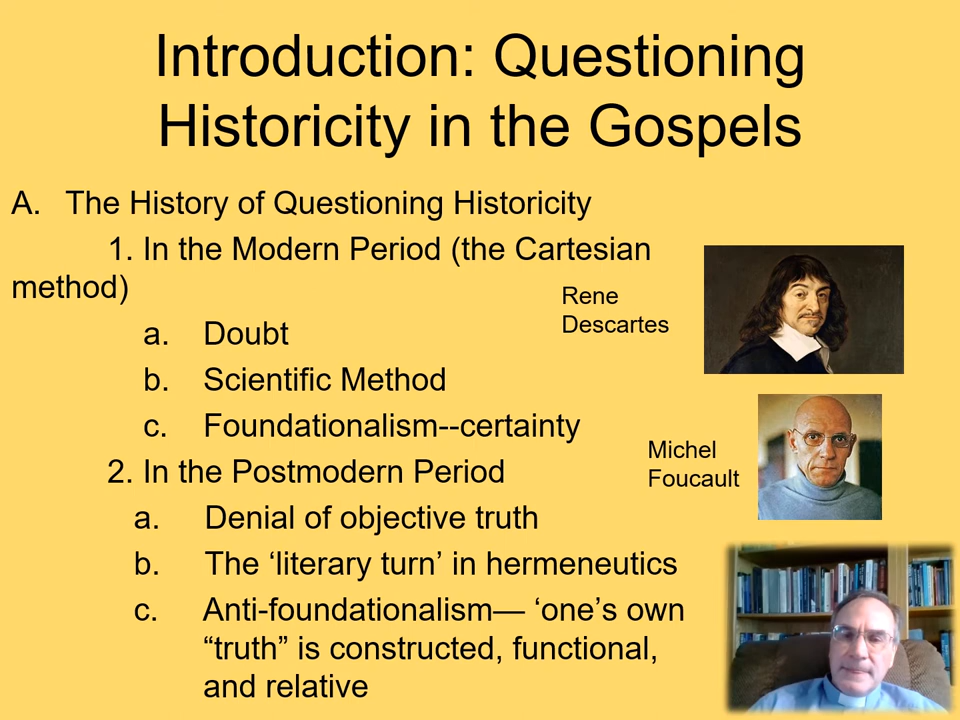 Introduction: Questioning
Historicity in the Gospels
A. The History of Questioning Historicity
1. In the Modern Period (the Cartesian
method)
Rene
Descartes
a. Doubt
b. Scientific Method
c. Foundationalism--certainty
Michel
Foucault
2. In the Postmodern Period
a. Denial of objective truth
b. The ‘literary turn’ in hermeneutics
c. Anti-foundationalism— ‘one’s own
“truth” is constructed, functional,
and relative